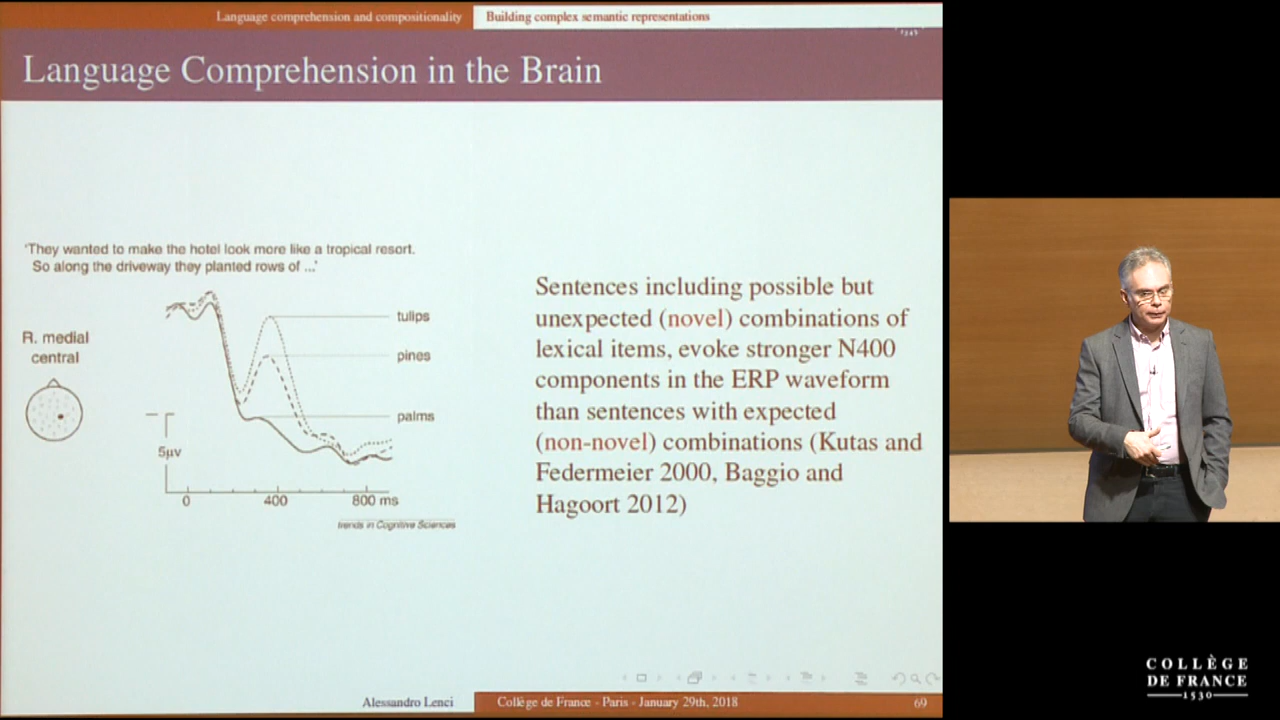 Language comprehension and compositionality
Building complex semantic representations
Language Comprehension in the Brain
'They wanted to make the hotel look more like a tropical resort.
So along the driveway they planted rows of ...'
R. medial
central
tulips
pines
palms
5μv
0
400
800 ms
trends in Cognitive Sciences
Sentences including possible but
unexpected (novel) combinations of
lexical items, evoke stronger N400
components in the ERP waveform
than sentences with expected
(non-novel) combinations (Kutas and
Federmeier 2000, Baggio and
Hagoort 2012)
Alessandro Lenci
Collège de France - Paris - January 29th, 2018
69
COLLÈGE
DE FRANCE
1530